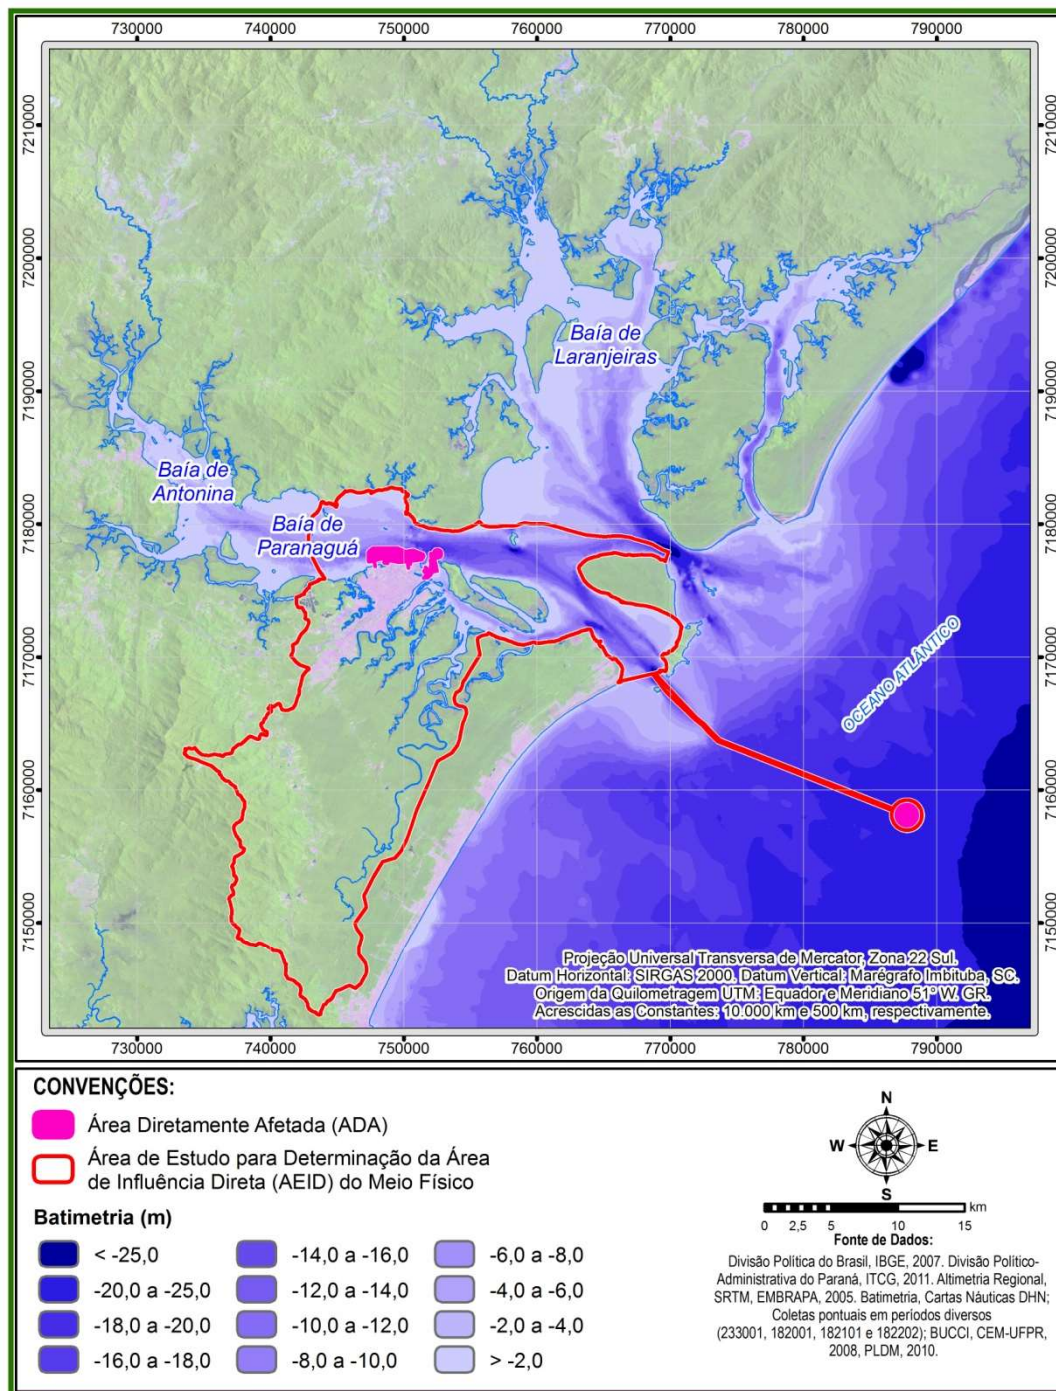 730000 740000 750000 760000 770000 780000 790000
7210000 7210000
7200000 7200000
Baía de
Laranjeiras
7190000 7190000
Baía de
Antonina
7180000 7180000
Baía de
Paranaguá
7170000 7170000
OCEANO ATLÂNTICO
7160000 7160000
7150000 7150000
Projeção Universal Transversa de Mercator, Zona 22 Sul.
Datum Horizontal: SIRGAS 2000. Datum Vertical: Marégrafo Imbituba, SC.
Origem da Quilometragem UTM: Equador e Meridiano 51° W. GR.
Acrescidas as Constantes: 10.000 km e 500 km, respectivamente.
730000 740000 750000 760000 770000 780000 790000
CONVENÇÕES:
Área Diretamente Afetada (ADA)
Área de Estudo para Determinação da Área
de Influência Direta (AEID) do Meio Físico
Batimetria (m)
< -25,0
-20,0 a -25,0
-18,0 a -20,0
-16,0 a -18,0
-14,0 a -16,0
-12,0 a -14,0
-10,0 a -12,0
-8,0 a -10,0
-6,0 a -8,0
-4,0 a -6,0
-2,0 a -4,0
> -2,0
N
W E
S
km
0 2,5 5 10 15
Fonte de Dados:
Divisão Política do Brasil, IBGE, 2007. Divisão Político-
Administrativa do Paraná, ITCG, 2011. Altimetria Regional,
SRTM, EMBRAPA, 2005. Batimetria, Cartas Náuticas DHN;
Coletas pontuais em períodos diversos
(233001, 182001, 182101 e 182202); BUCCI, CEM-UFPR,
2008, PLDM, 2010.